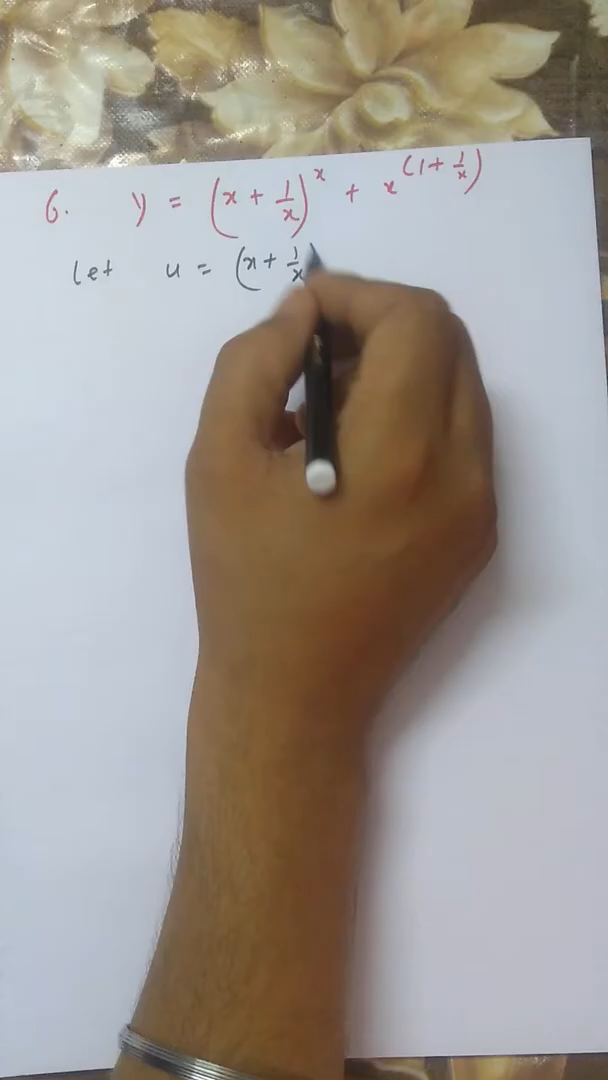 6. y = (x + 1/x)^x + x^(1 + 1/x)
let u = (x + 1/x)